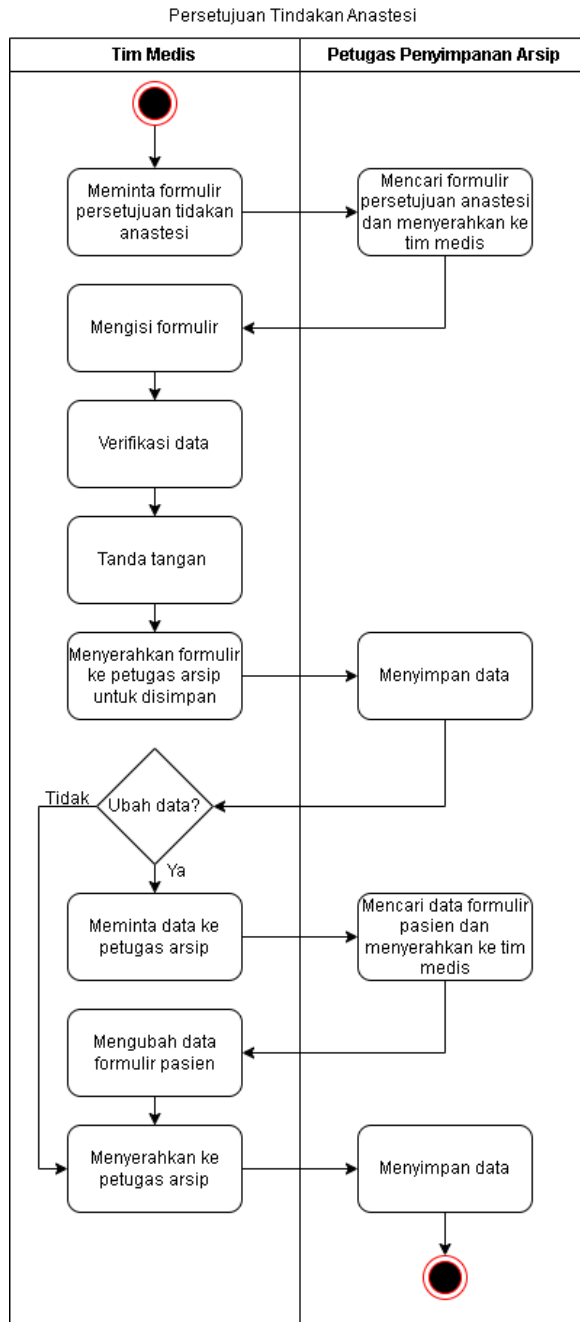 Persetujuan Tindakan Anastesi
Tim Medis
Petugas Penyimpanan Arsip
Meminta formulir
persetujuan tidakan
anastesi
Mencari formulir
persetujuan anastesi
dan menyerahkan ke
tim medis
Mengisi formulir
Verifikasi data
Tanda tangan
Menyerahkan formulir
ke petugas arsip
untuk disimpan
Menyimpan data
Ubah data?
Tidak
Ya
Meminta data ke
petugas arsip
Mencari data formulir
pasien dan
menyerahkan ke tim
medis
Mengubah data
formulir pasien
Menyerahkan ke
petugas arsip
Menyimpan data